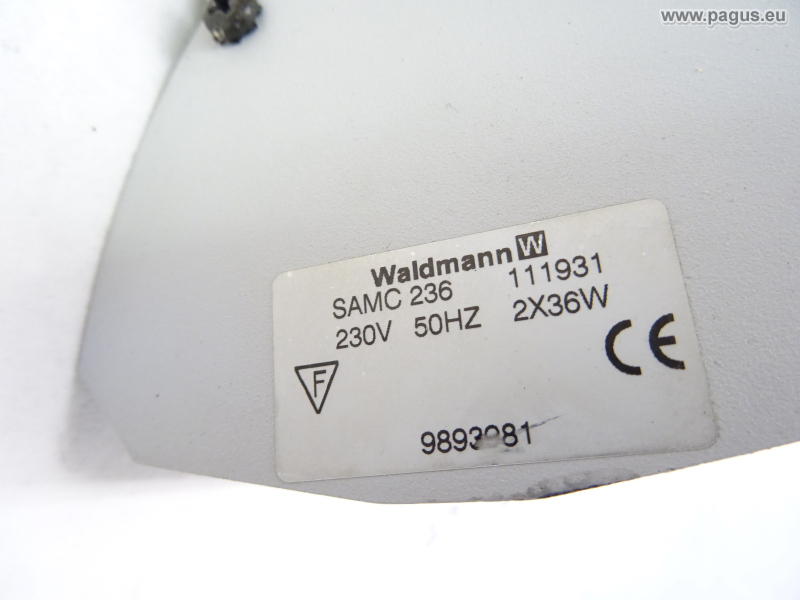 www.pagus.eu
Waldmann W
SAMC 236 111931
230V 50HZ 2X36W
F
CE